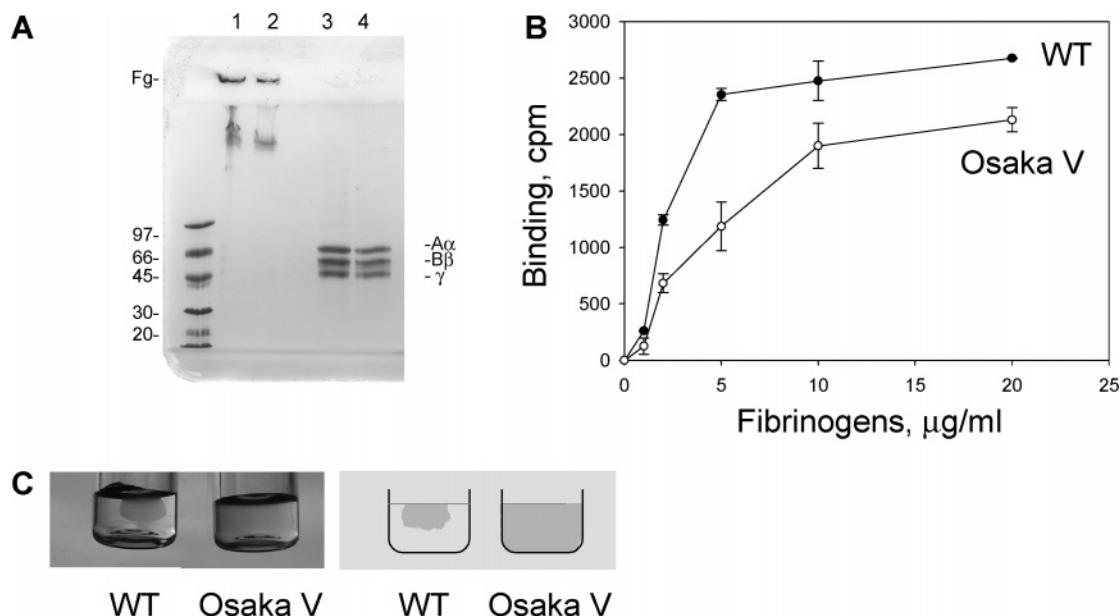 A
1 2 3 4
Fg-
97-
66-
45-
30-
20-
-Aα
-Bβ
- γ
B
Binding, cpm
3000
2500
2000
1500
1000
500
0
WT
Osaka V
0 5 10 15 20 25
Fibrinogens, μg/ml
C
WT Osaka V WT Osaka V